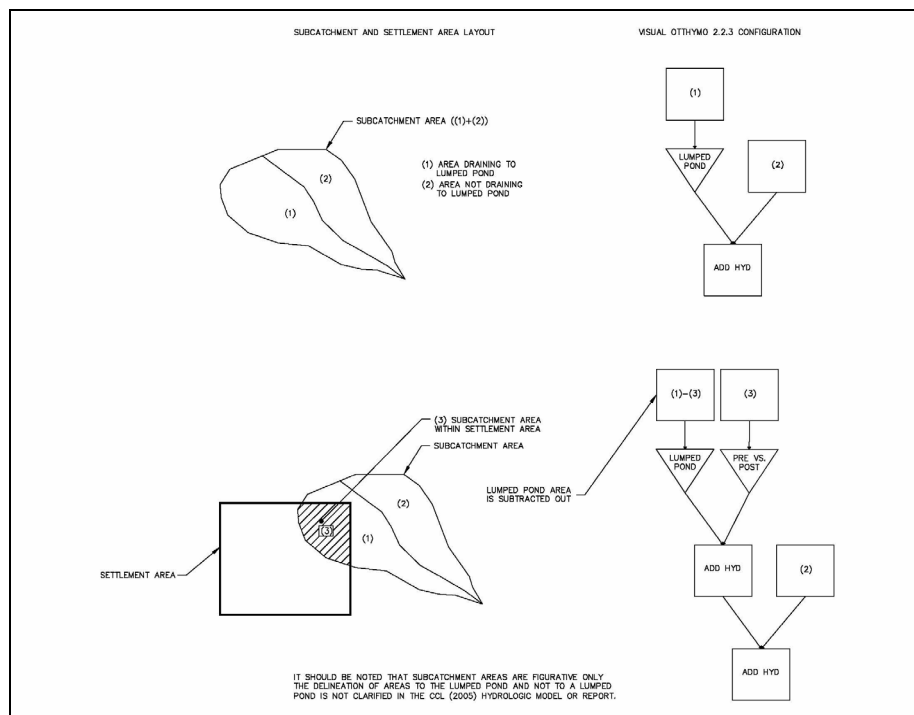 SUBCATCHMENT AND SETTLEMENT AREA LAYOUT
VISUAL OTTHYMO 2.2.3 CONFIGURATION
SUBCATCHMENT AREA ((1)+(2))
(1) AREA DRAINING TO
LUMPED POND
(2) AREA NOT DRAINING
TO LUMPED POND
(2)
(1)
(1)
LUMPED
POND
(2)
ADD HYD
(3) SUBCATCHMENT AREA
WITHIN SETTLEMENT AREA
SUBCATCHMENT AREA
(2)
(3)
(1)
SETTLEMENT AREA
(1)-(3)
(3)
LUMPED
POND
PRE VS.
POST
LUMPED POND AREA
IS SUBTRACTED OUT
ADD HYD
(2)
ADD HYD
IT SHOULD BE NOTED THAT SUBCATCHMENT AREAS ARE FIGURATIVE ONLY
THE DELINEATION OF AREAS TO THE LUMPED POND AND NOT TO A LUMPED
POND IS NOT CLARIFIED IN THE CCL (2005) HYDROLOGIC MODEL OR REPORT.